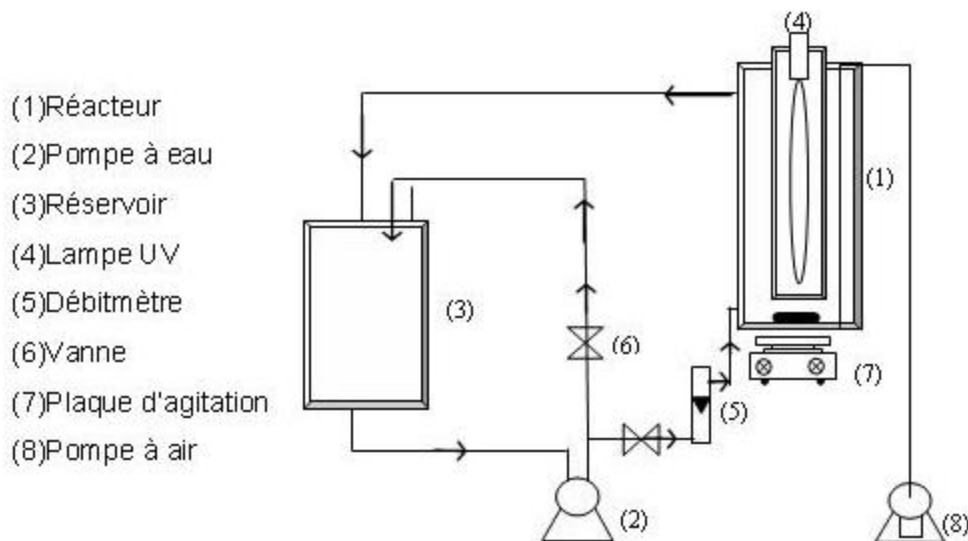 (1)Réacteur
(2)Pompe à eau
(3)Réservoir
(4)Lampe UV
(5)Débitmètre
(6)Vanne
(7)Plaque d'agitation
(8)Pompe à air
(4)
(1)
(3)
(6)
(5)
(7)
(2)
(8)